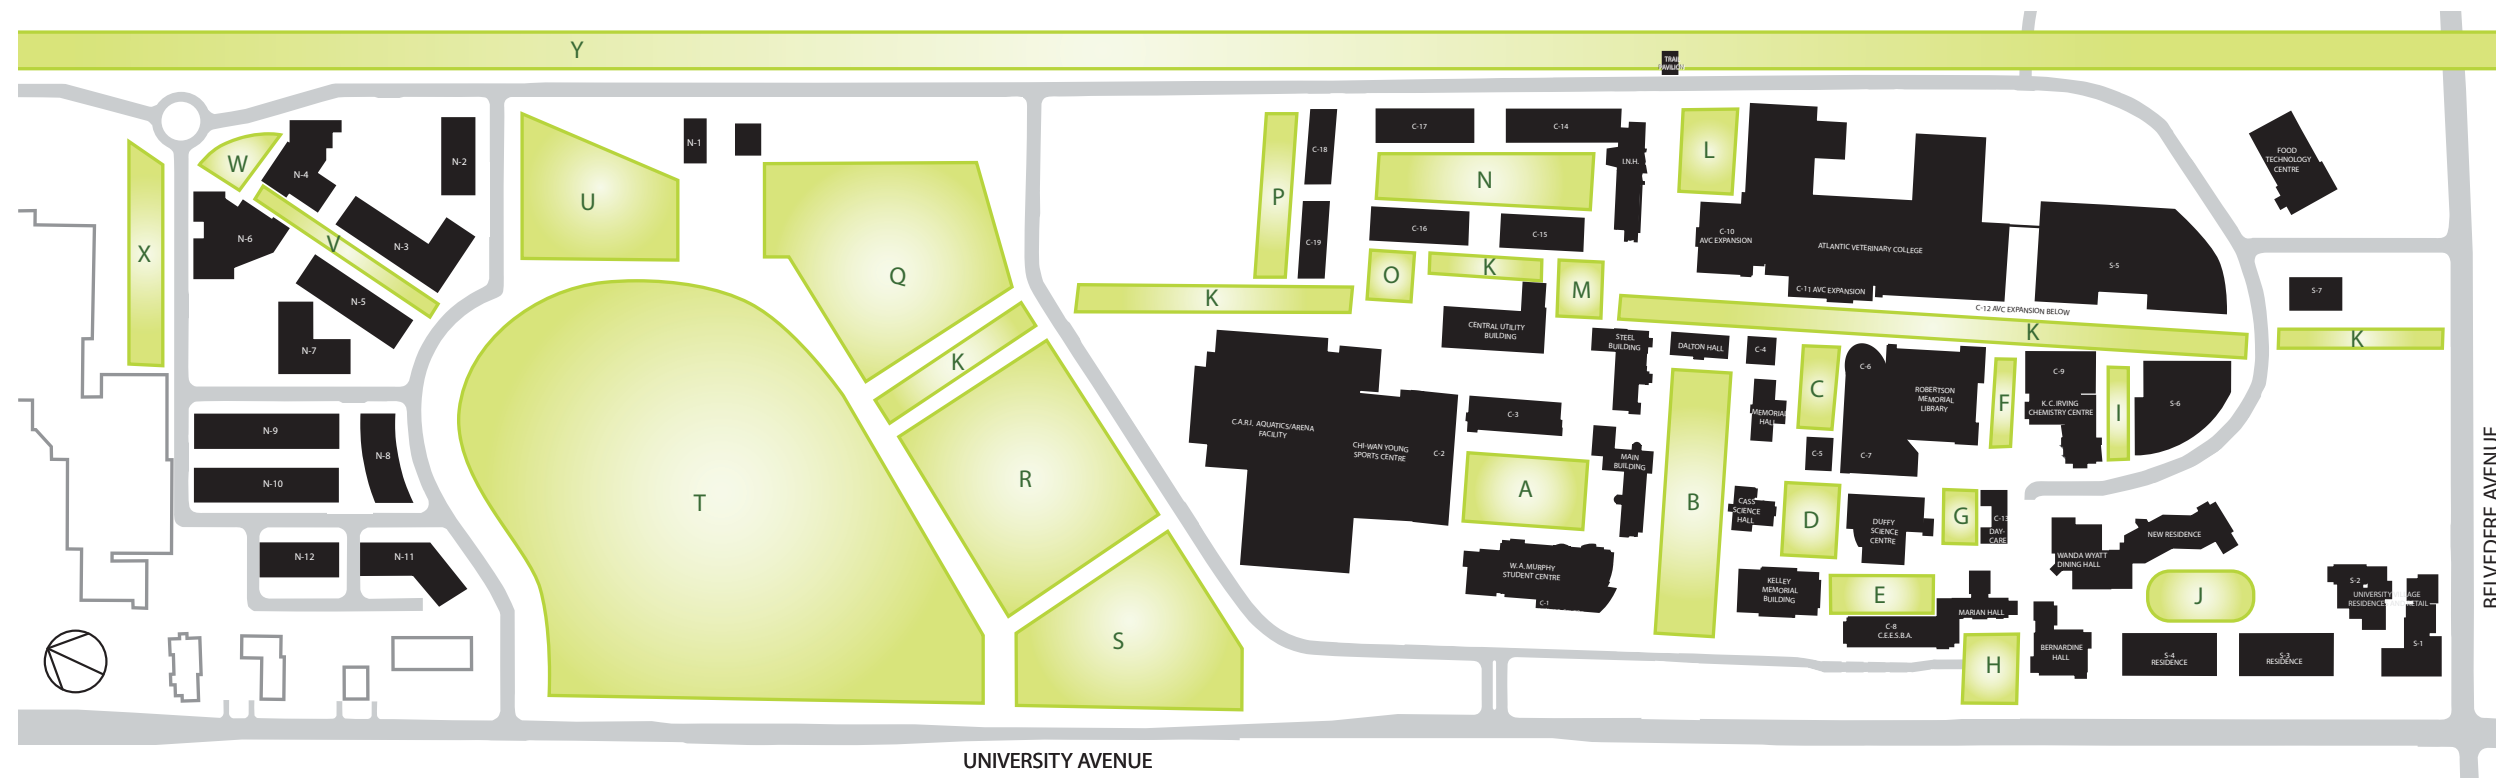 Y
TRAIL
PAVILION
W
N-4
N-2
N-1
U
X
N-6
V
N-3
N-5
N-7
Q
P
C-18
C-19
C-17
C-14
I.N.H.
L
N
C-16
C-15
C-10
AVC EXPANSION
ATLANTIC VETERINARY COLLEGE
C-11 AVC EXPANSION
C-12 AVC EXPANSION BELOW
S-5
FOOD
TECHNOLOGY
CENTRE
S-7
O
K
M
K
K
K
K
CENTRAL UTILITY
BUILDING
STEEL
BUILDING
DALTON HALL
C-4
C
C-6
ROBERTSON
MEMORIAL
LIBRARY
C-7
F
C-9
K.C. IRVING
CHEMISTRY CENTRE
I
S-6
N-9
N-10
N-8
N-12
N-11
T
R
S
C.A.R.I. AQUATICS/ARENA
FACILITY
CHI-WAN YOUNG
SPORTS CENTRE
C-2
C-3
A
MAIN
BUILDING
MEMORIAL
HALL
C-5
B
CASS
SCIENCE
HALL
D
DUFFY
SCIENCE
CENTRE
G
C-13
DAY-
CARE
W. A. MURPHY
STUDENT CENTRE
C-1
KELLEY
MEMORIAL
BUILDING
E
MARIAN HALL
C-8
C.E.E.S.B.A.
H
WANDA WYATT
DINING HALL
NEW RESIDENCE
J
BERNARDINE
HALL
S-4
RESIDENCE
S-3
RESIDENCE
S-2
S-1
UNIVERSITY AVENUE
BELVEDERE AVENUE